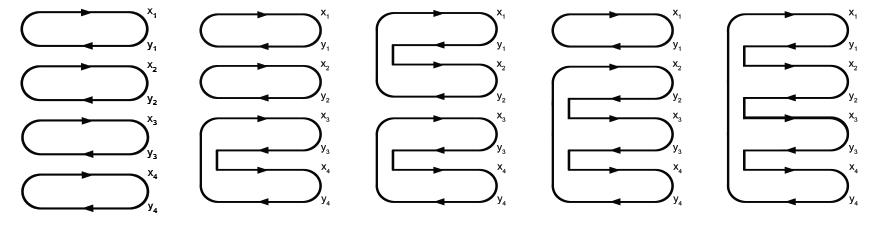 x₁ x₁ x₁ x₁ x₁
y₁ y₁ y₁ y₁ y₁
x₂ x₂ x₂ x₂ x₂
y₂ y₂ y₂ y₂ y₂
x₃ x₃ x₃ x₃ x₃
y₃ y₃ y₃ y₃ y₃
x₄ x₄ x₄ x₄ x₄
y₄ y₄ y₄ y₄ y₄